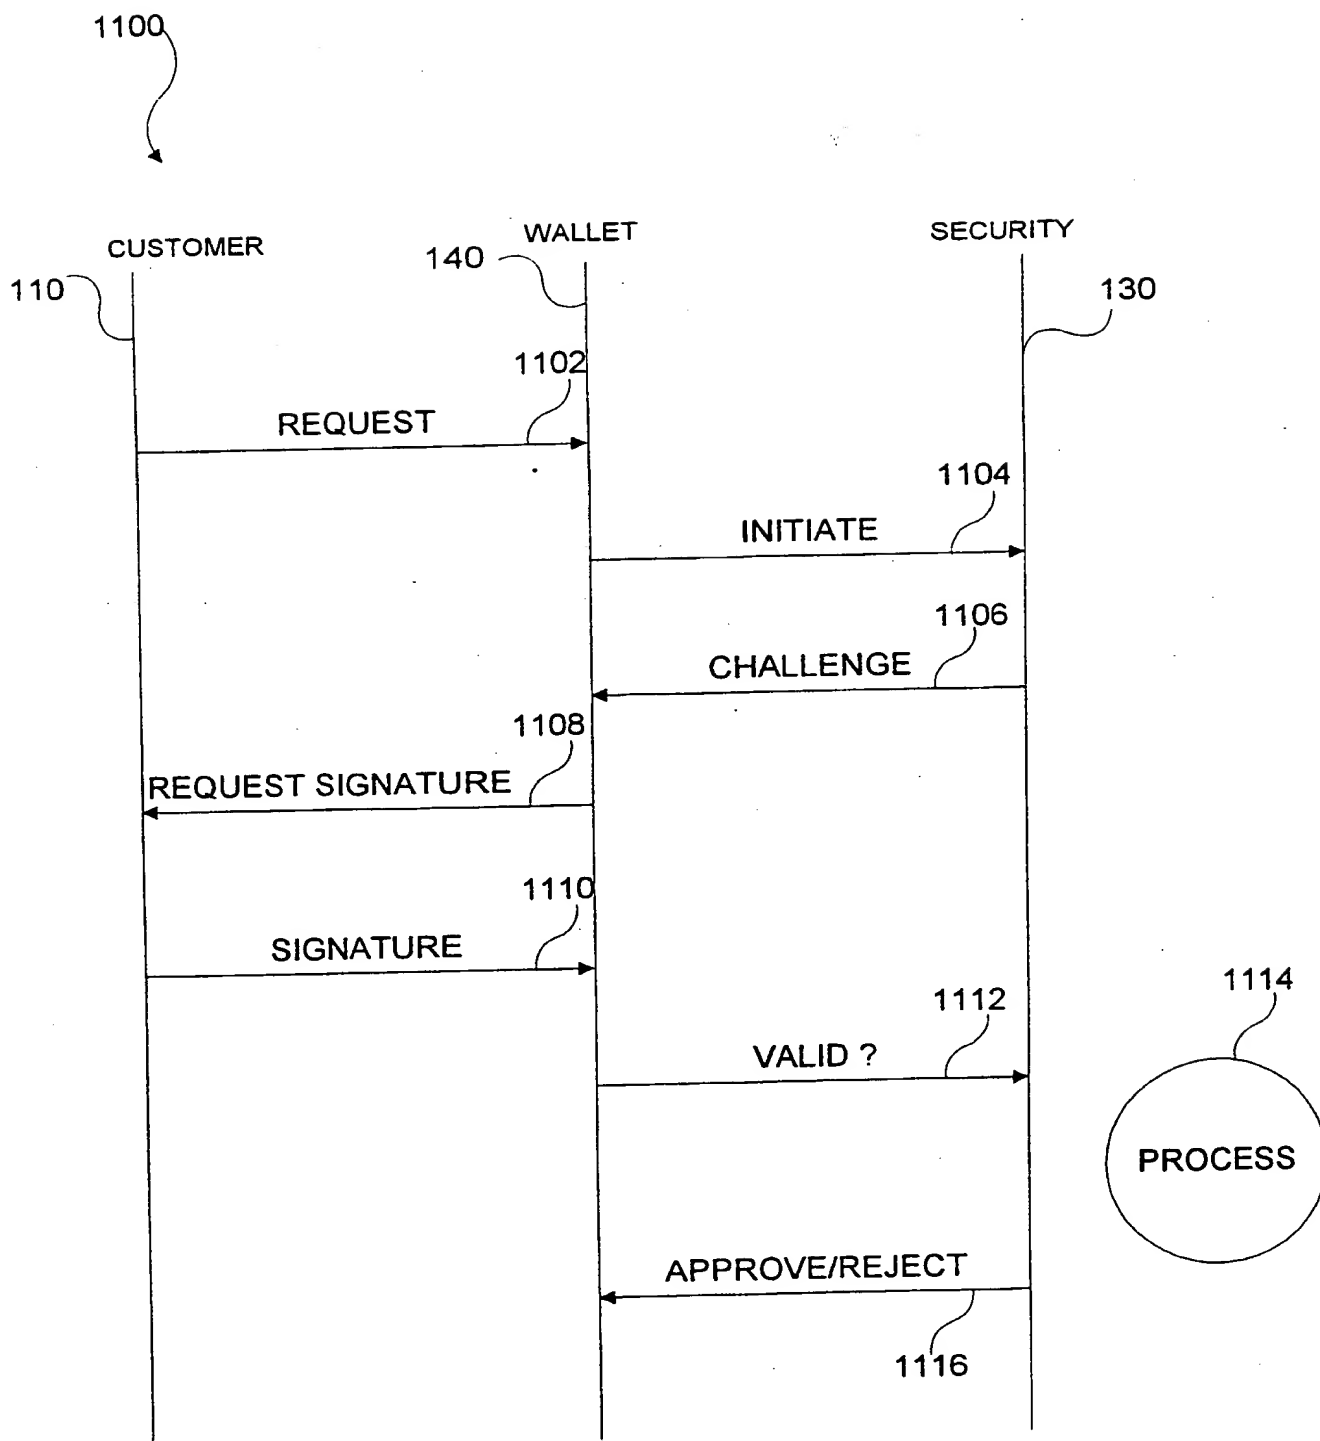 1100
CUSTOMER
WALLET
SECURITY
110
140
130
1102
REQUEST
1104
INITIATE
1106
CHALLENGE
1108
REQUEST SIGNATURE
1110
SIGNATURE
1112
VALID ?
1114
PROCESS
APPROVE/REJECT
1116